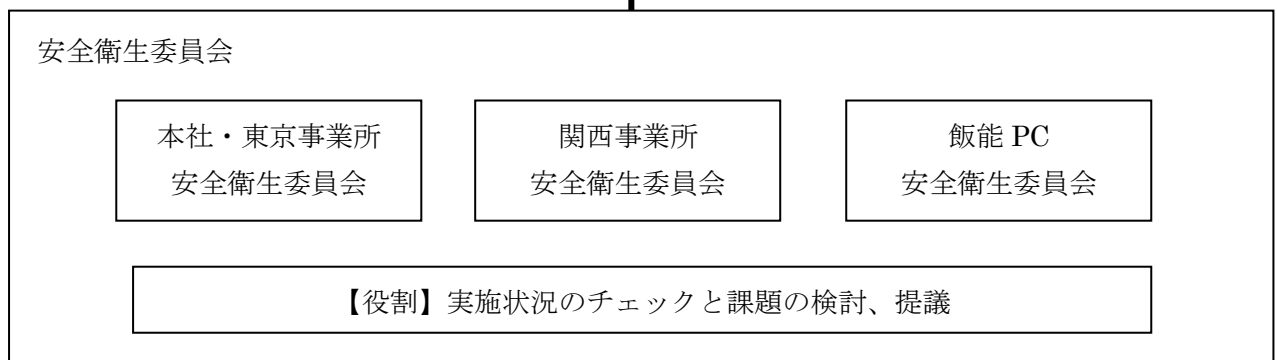 安全衛生委員会
本社・東京事業所
安全衛生委員会
関西事業所
安全衛生委員会
飯能 PC
安全衛生委員会
【役割】実施状況のチェックと課題の検討、提議